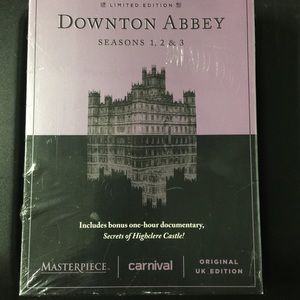 LIMITED EDITION
DOWNTON ABBEY
SEASONS 1, 2 & 3
Includes bonus one-hour documentary,
Secrets of Highclere Castle!
MASTERPIECE
carnival
ORIGINAL
UK EDITION